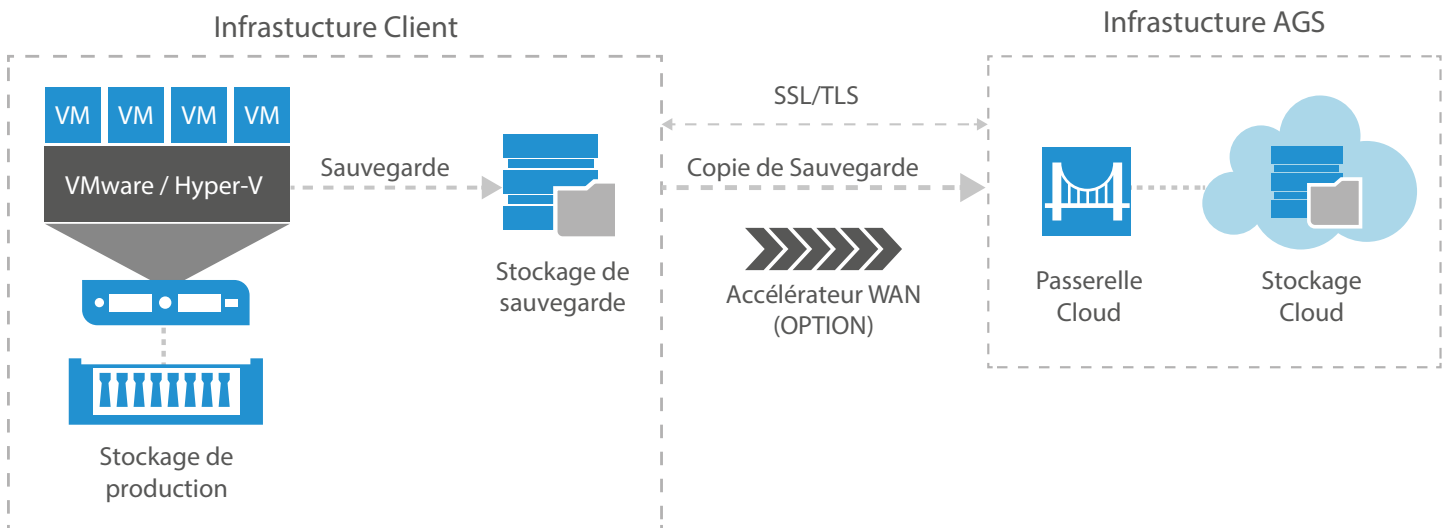 Infrastucture Client
Infrastucture AGS
VM VM VM VM
VMware / Hyper-V
Sauvegarde
Stockage de
sauvegarde
Stockage de
production
SSL/TLS
Copie de Sauvegarde
Accélérateur WAN
(OPTION)
Passerelle
Cloud
Stockage
Cloud